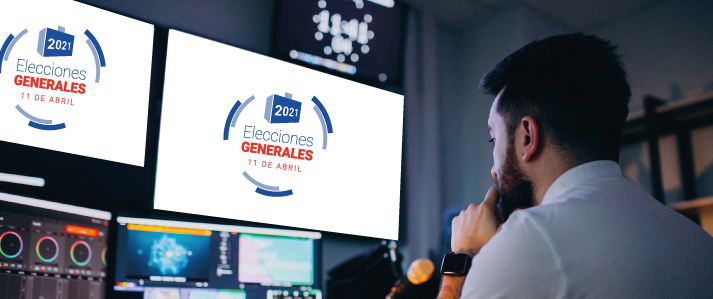 2021
Elecciones
GENERALES
11 DE ABRIL
2021
Elecciones
GENERALES
11 DE ABRIL